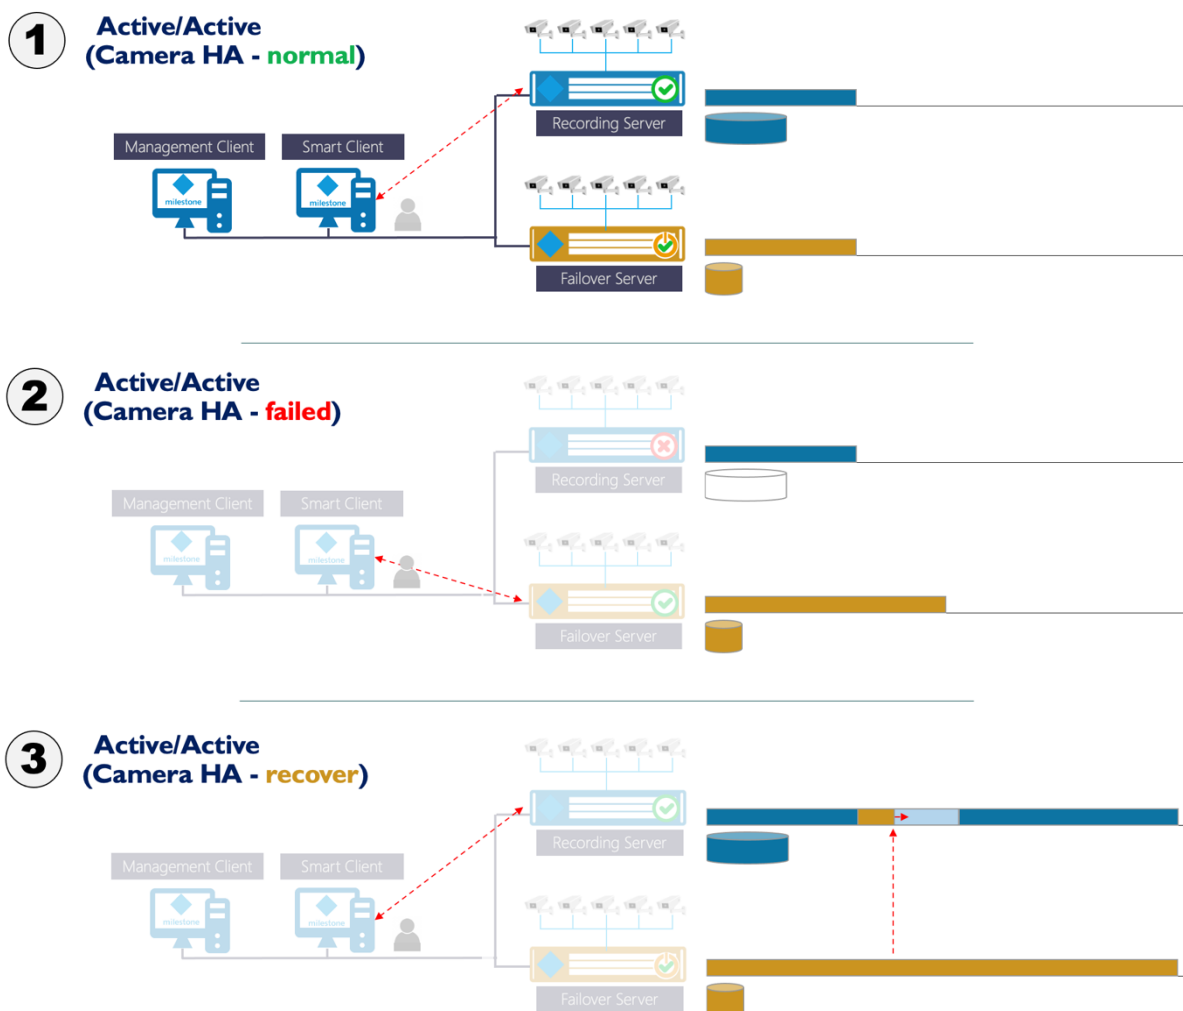 1
Active/Active
(Camera HA - normal)
Recording Server
Management Client
Smart Client
milestone
milestone
Failover Server
2
Active/Active
(Camera HA - failed)
Recording Server
Management Client
Smart Client
milestone
milestone
Failover Server
3
Active/Active
(Camera HA - recover)
Recording Server
Management Client
Smart Client
milestone
milestone
Failover Server